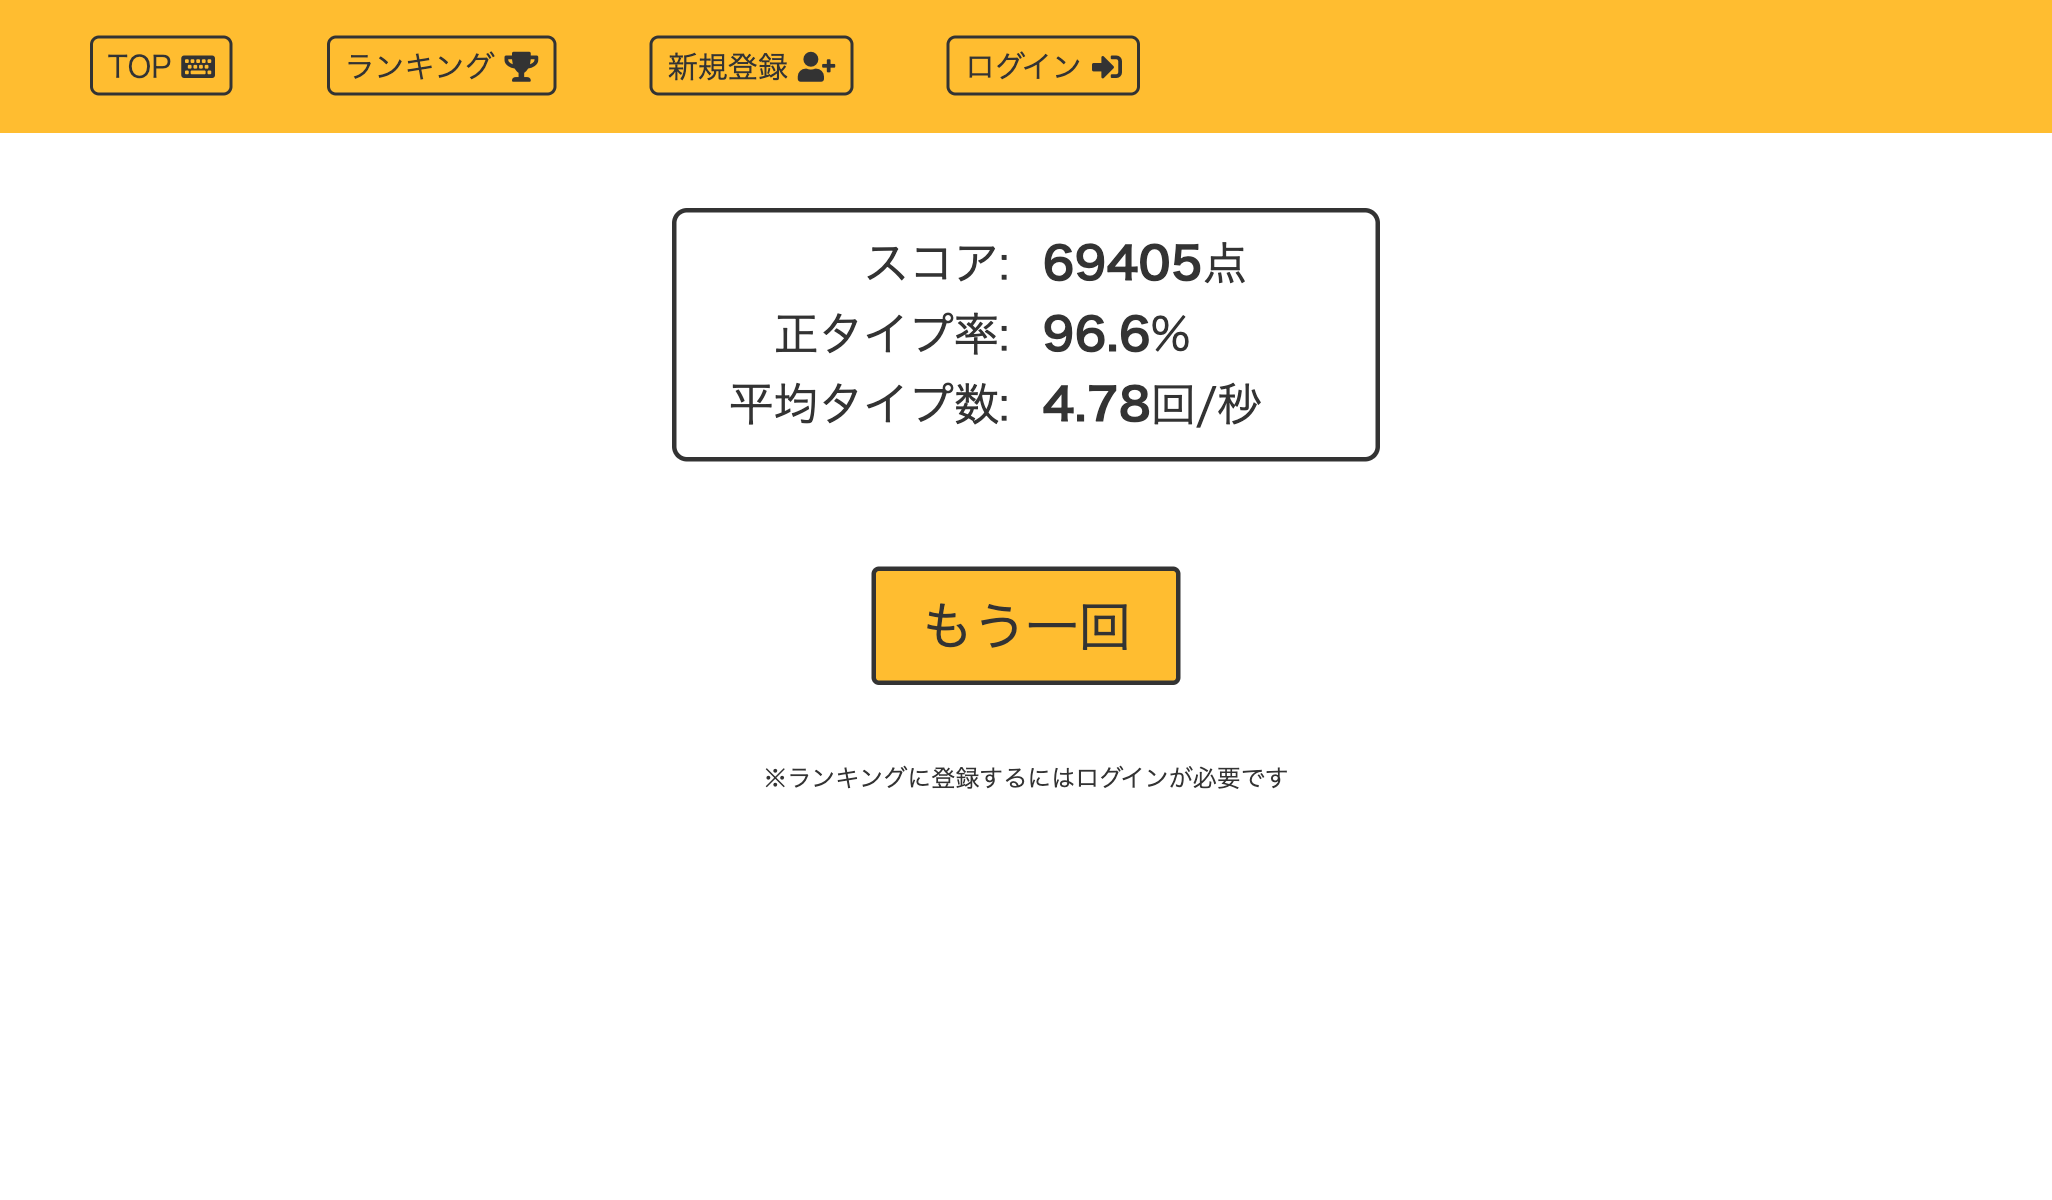 TOP
ランキング
新規登録
ログイン
スコア: 69405点
正タイプ率: 96.6%
平均タイプ数: 4.78回/秒
もう一回
※ランキングに登録するにはログインが必要です